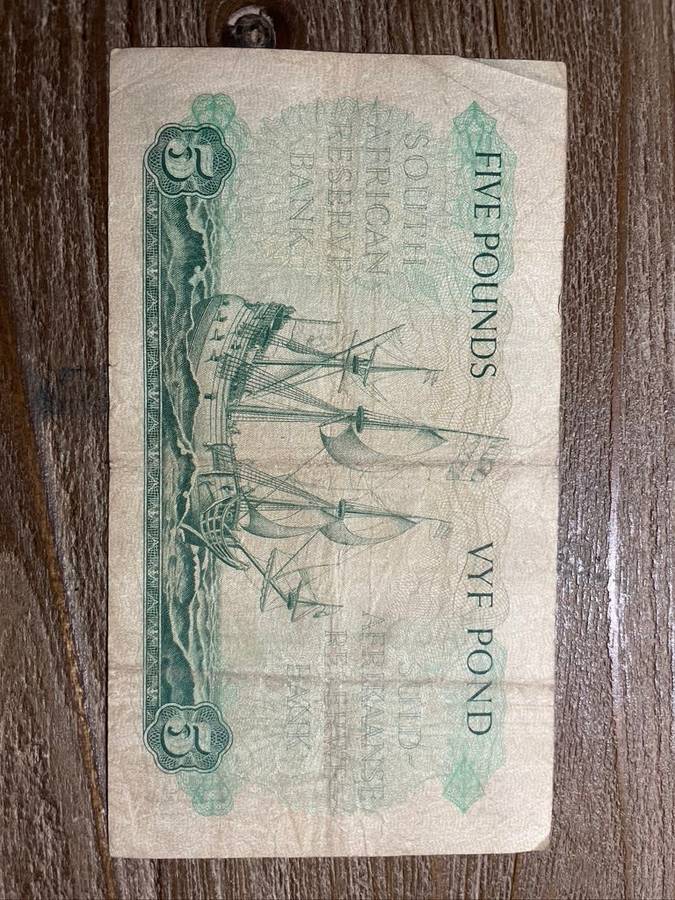 FIVE POUNDS
VYF POND
SOUTH
AFRICAN
RESERVE
BANK
SUID-
AFRIKAANSE
RESERWE-
BANK
5
5